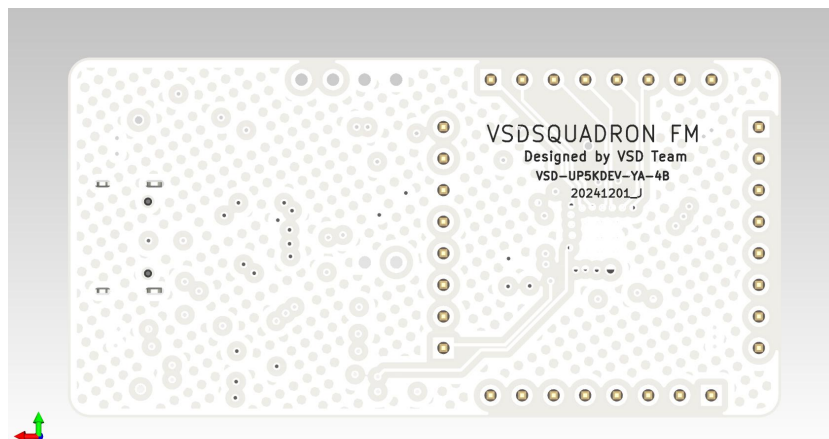 VSDSQUADRON FM
Designed by VSD Team
VSD-UP5KDEV-YA-4B
20241201